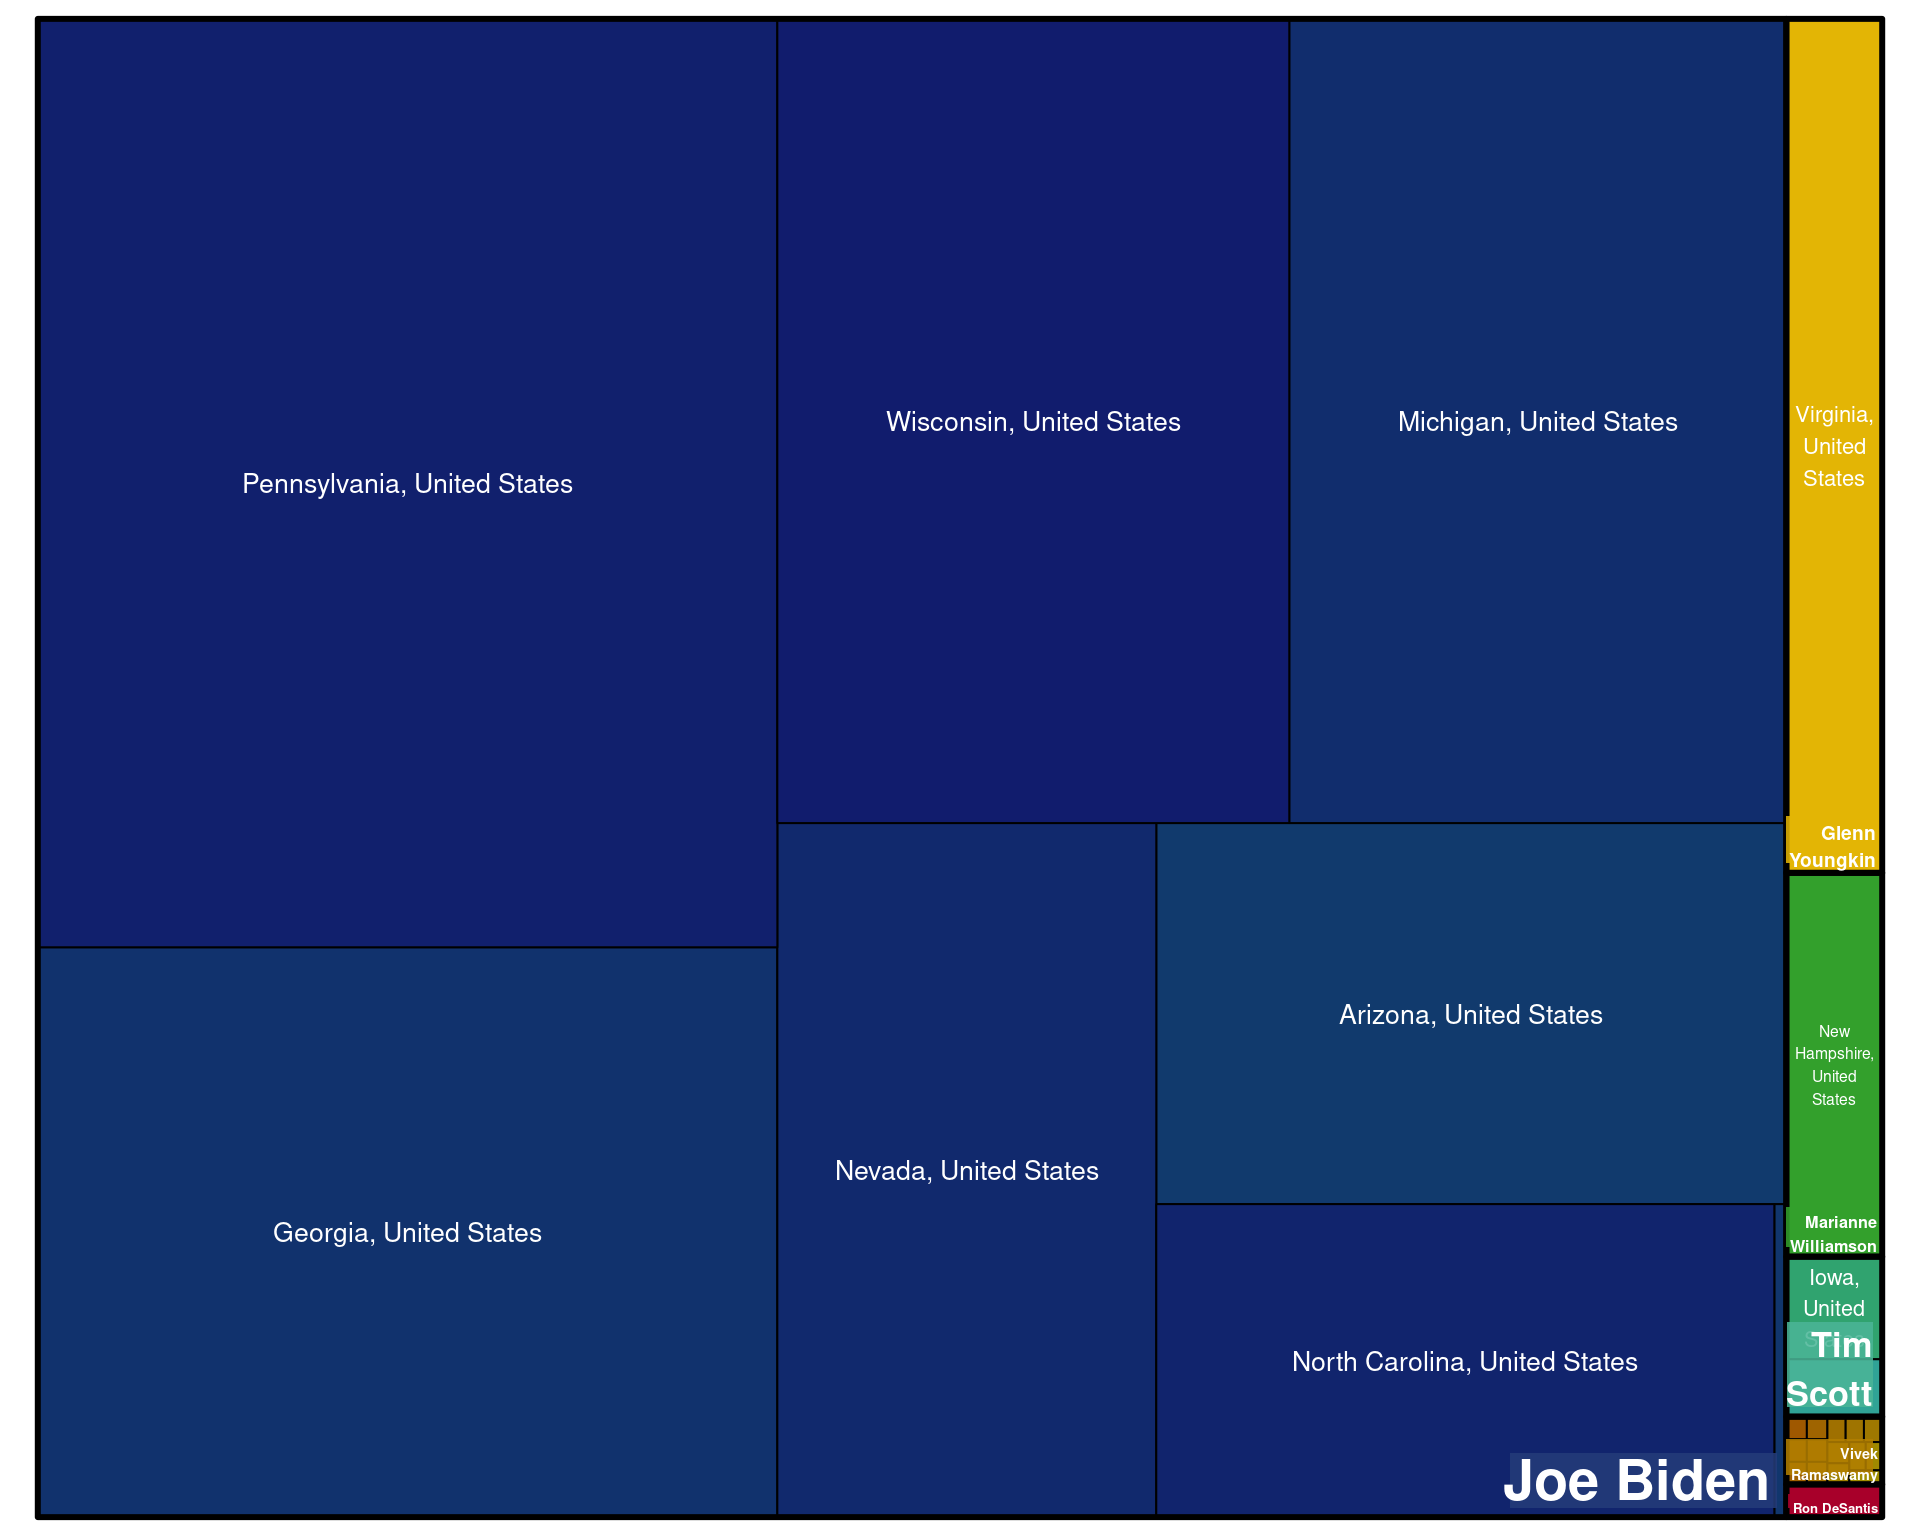 Pennsylvania, United States
Wisconsin, United States
Michigan, United States
Georgia, United States
Nevada, United States
Arizona, United States
North Carolina, United States
Joe Biden
Virginia,
United
States
Glenn
Youngkin
New
Hampshire,
United
States
Marianne
Williamson
Iowa,
United
Tim
Scott
Vivek
Ramaswamy
Ron DeSantis